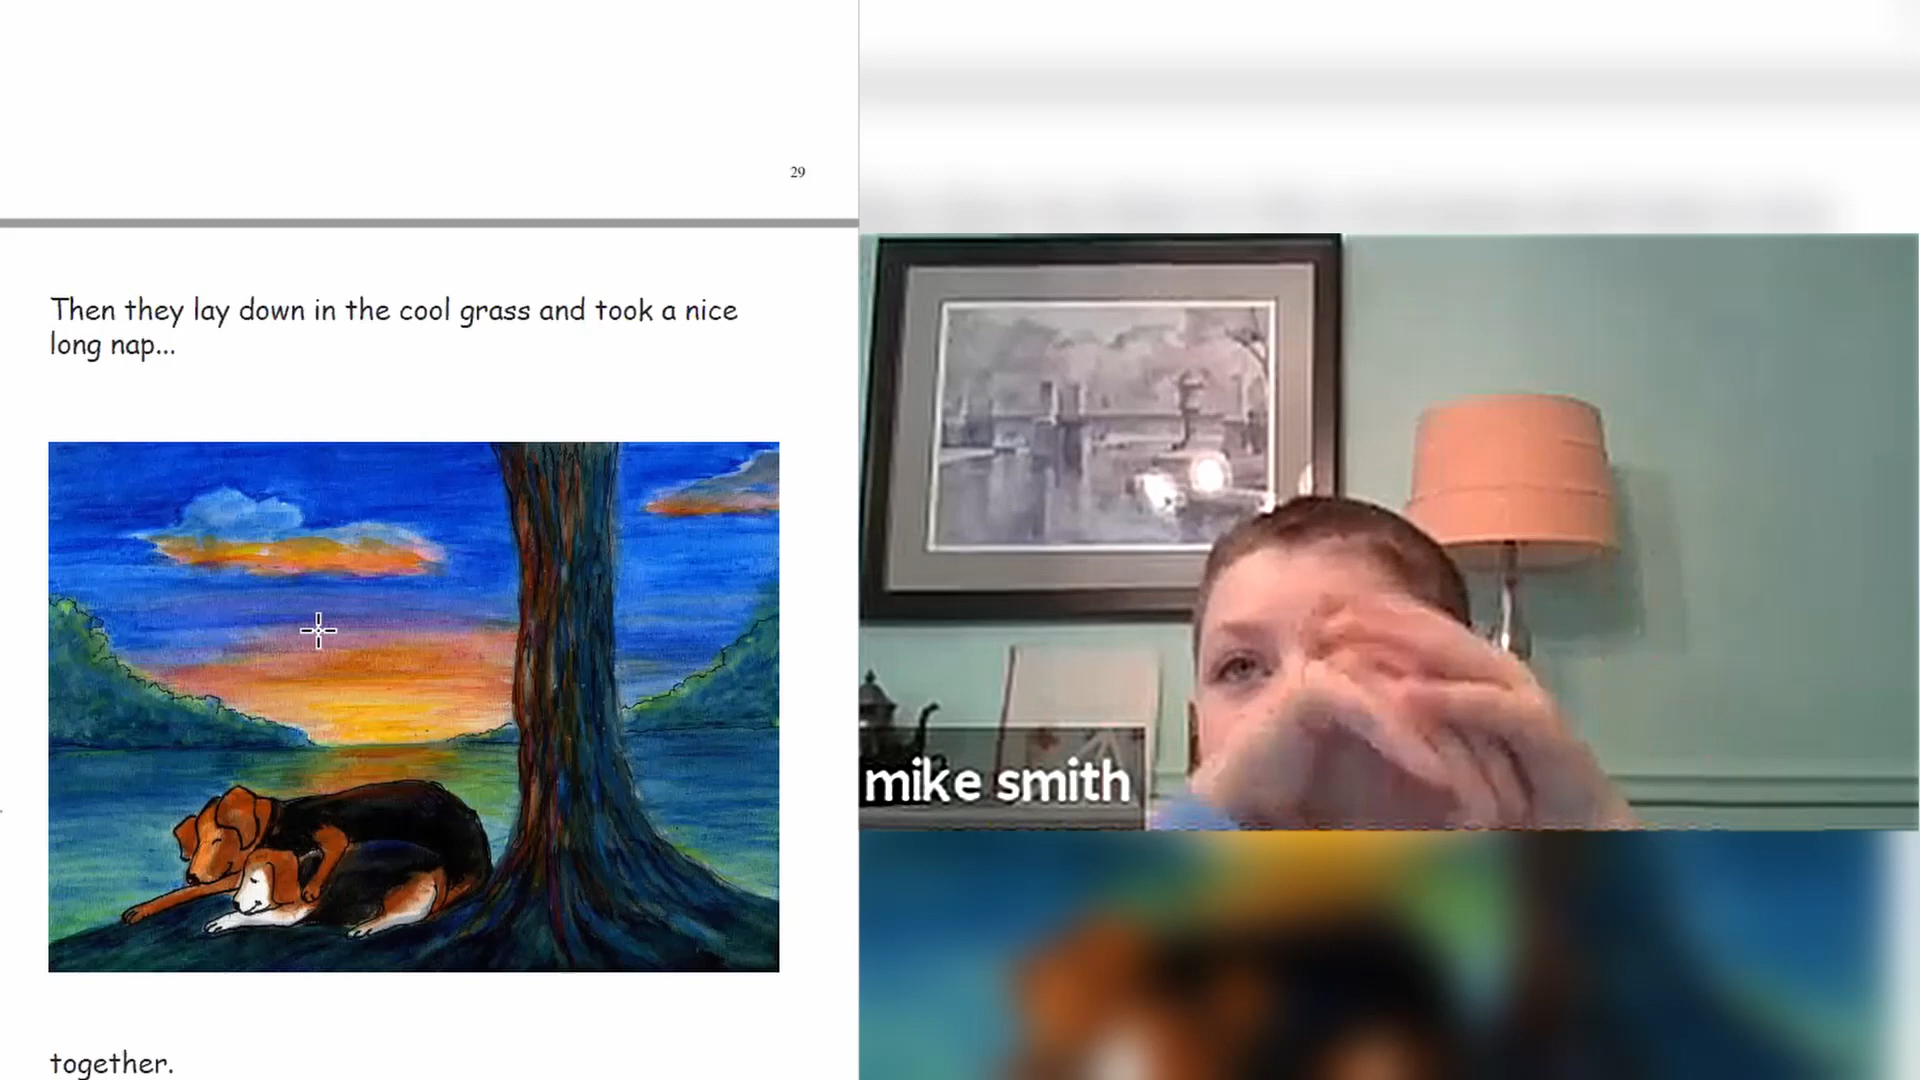 29
Then they lay down in the cool grass and took a nice
long nap...
mike smith
together.